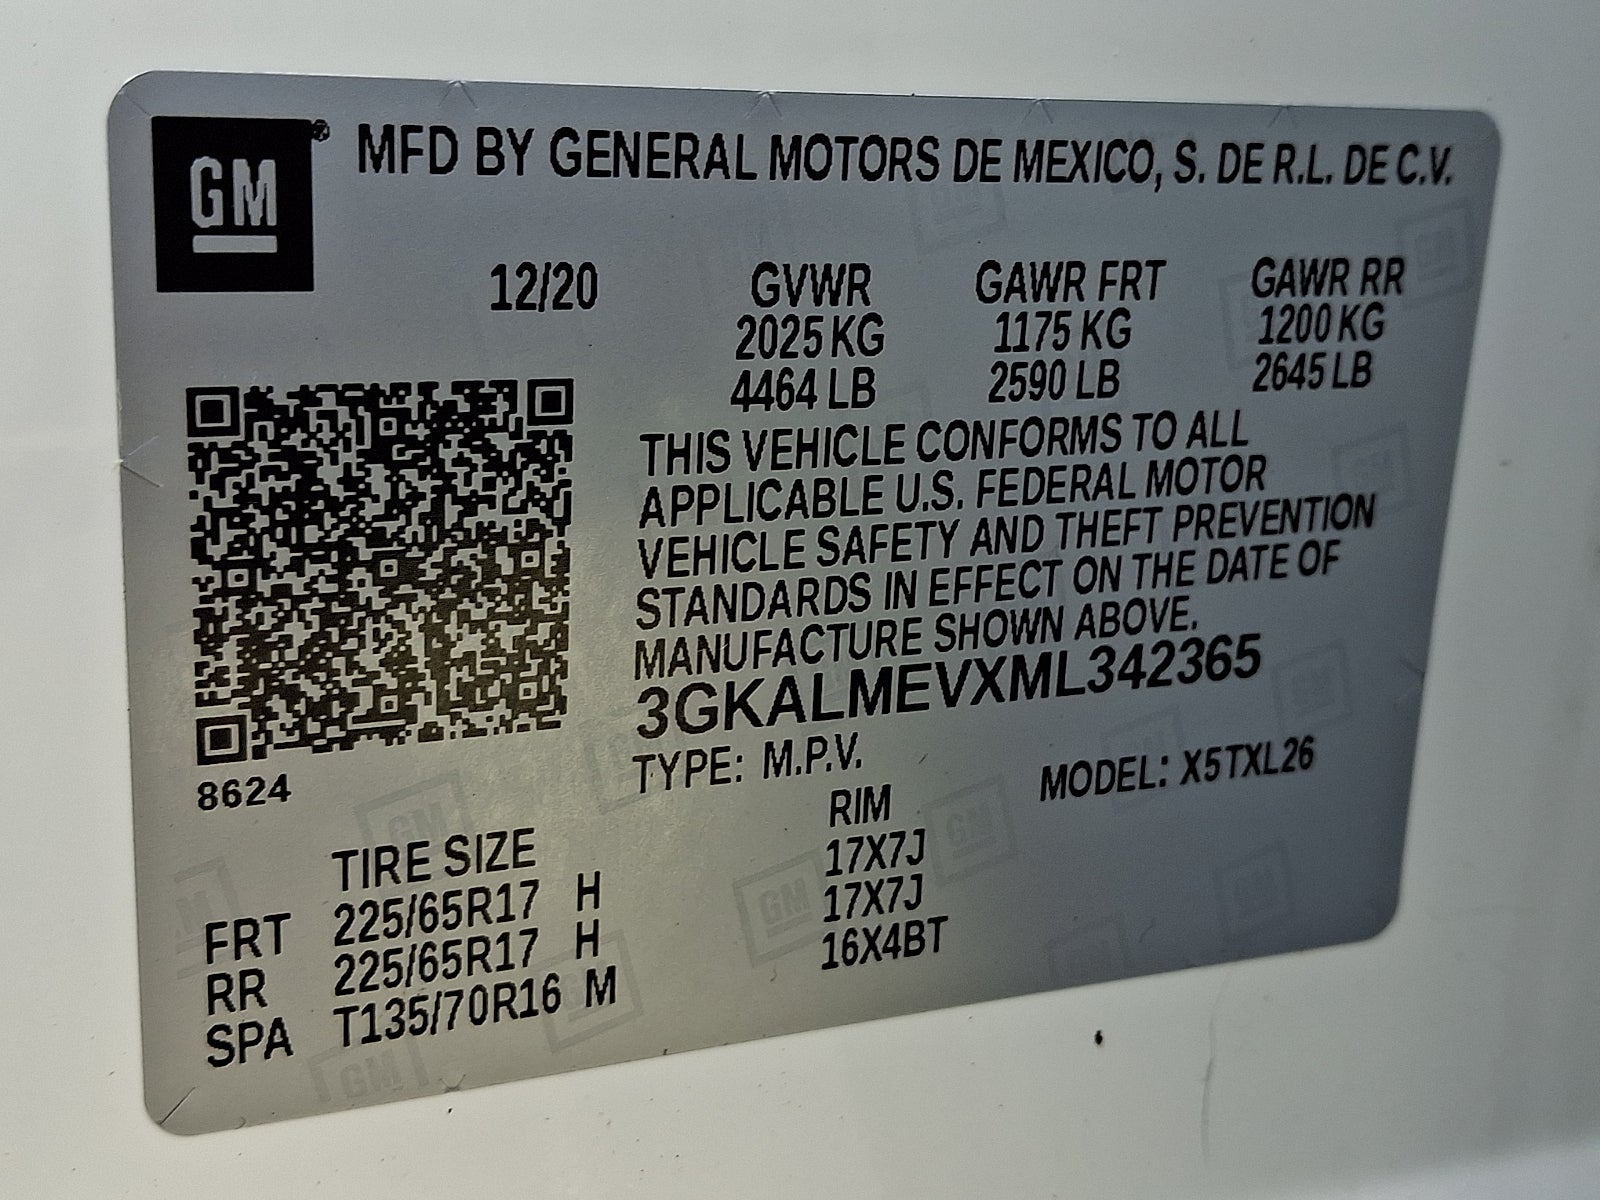 GM® MFD BY GENERAL MOTORS DE MEXICO, S. DE R.L. DE C.V.
12/20 GVWR GAWR FRT GAWR RR
2025 KG 1175 KG 1200 KG
4464 LB 2590 LB 2645 LB
THIS VEHICLE CONFORMS TO ALL
APPLICABLE U.S. FEDERAL MOTOR
VEHICLE SAFETY AND THEFT PREVENTION
STANDARDS IN EFFECT ON THE DATE OF
MANUFACTURE SHOWN ABOVE.
3GKALMEVXML342365
TYPE: M.P.V. MODEL: X5TXL26
8624
TIRE SIZE RIM
FRT 225/65R17 H 17X7J
RR 225/65R17 H 17X7J
SPA T135/70R16 M 16X4BT